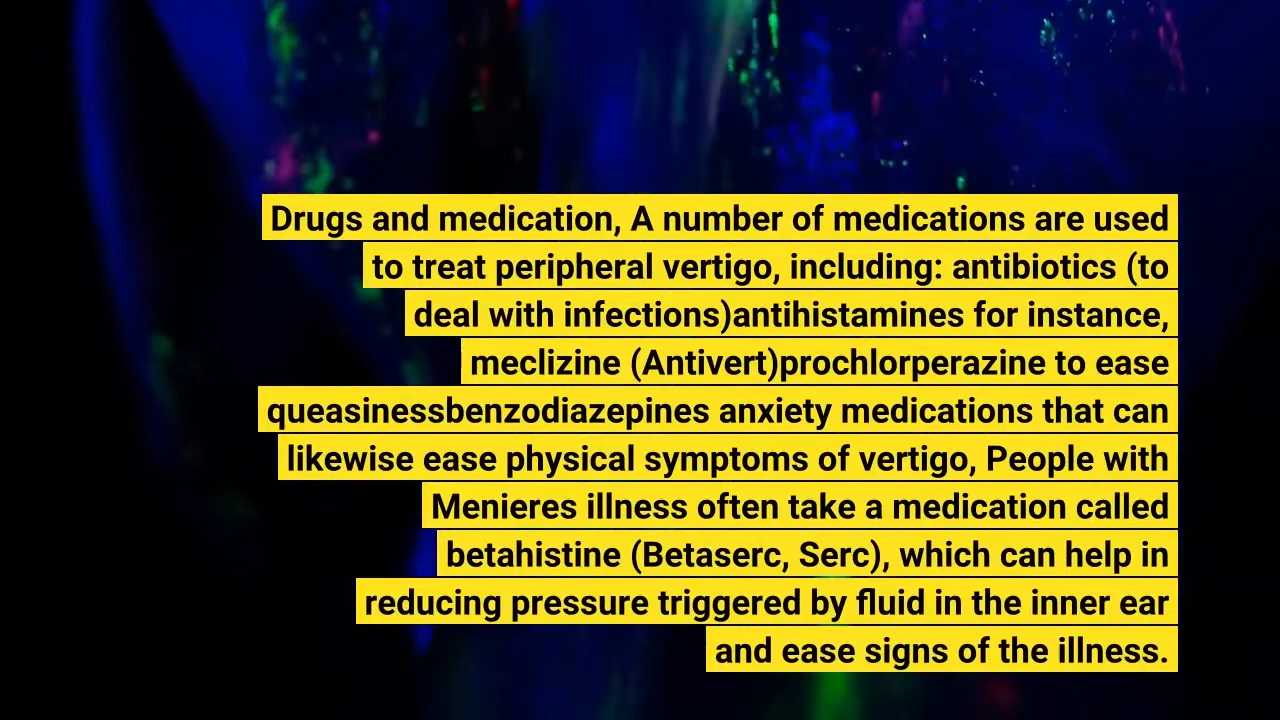 Drugs and medication, A number of medications are used
to treat peripheral vertigo, including: antibiotics (to
deal with infections)antihistamines for instance,
meclizine (Antivert)prochlorperazine to ease
queasinessbenzodiazepines anxiety medications that can
likewise ease physical symptoms of vertigo, People with
Menieres illness often take a medication called
betahistine (Betaserc, Serc), which can help in
reducing pressure triggered by fluid in the inner ear
and ease signs of the illness.